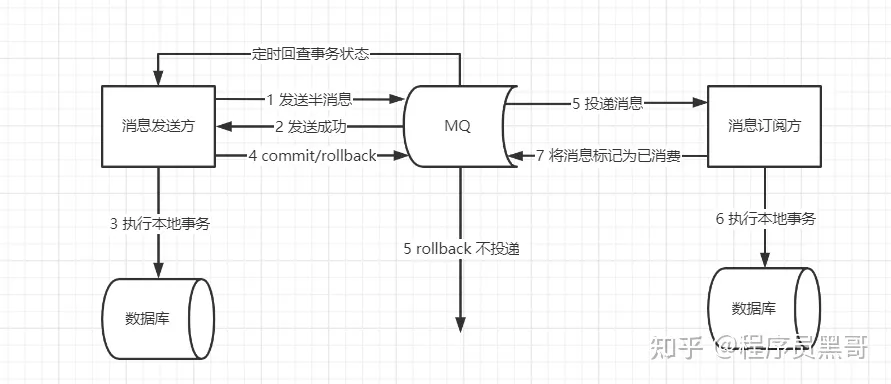 定时回查事务状态
1 发送半消息
5 投递消息
消息发送方
2 发送成功
MQ
消息订阅方
4 commit/rollback
7 将消息标记为已消费
3 执行本地事务
6 执行本地事务
5 rollback 不投递
数据库
数据库
知乎 @程序员黑哥